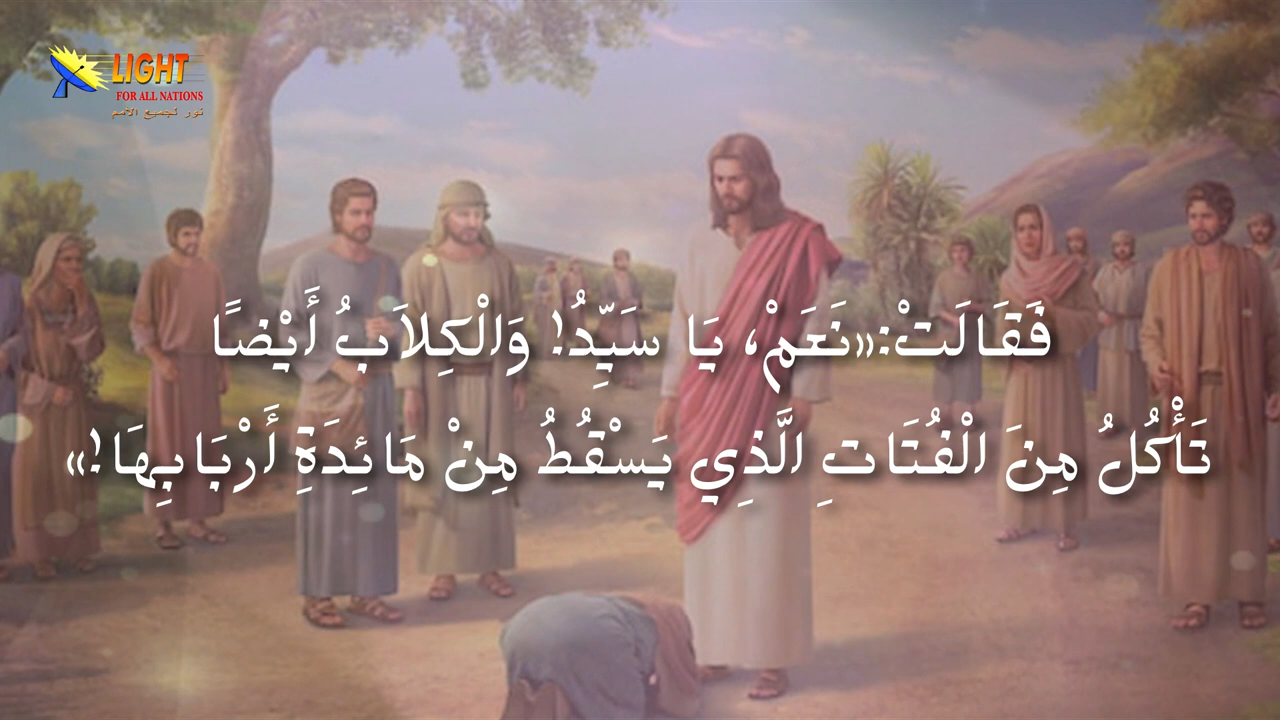 LIGHT
FOR ALL NATIONS
نور لجميع الأمم
فَقَالَتْ:«نَعَمْ، يَا سَيِّدُ! وَالْكِلاَبُ أَيْضًا
تَأْكُلُ مِنَ الْفُتَاتِ الَّذِي يَسْقُطُ مِنْ مَائِدَةِ أَرْبَابِهَا!»